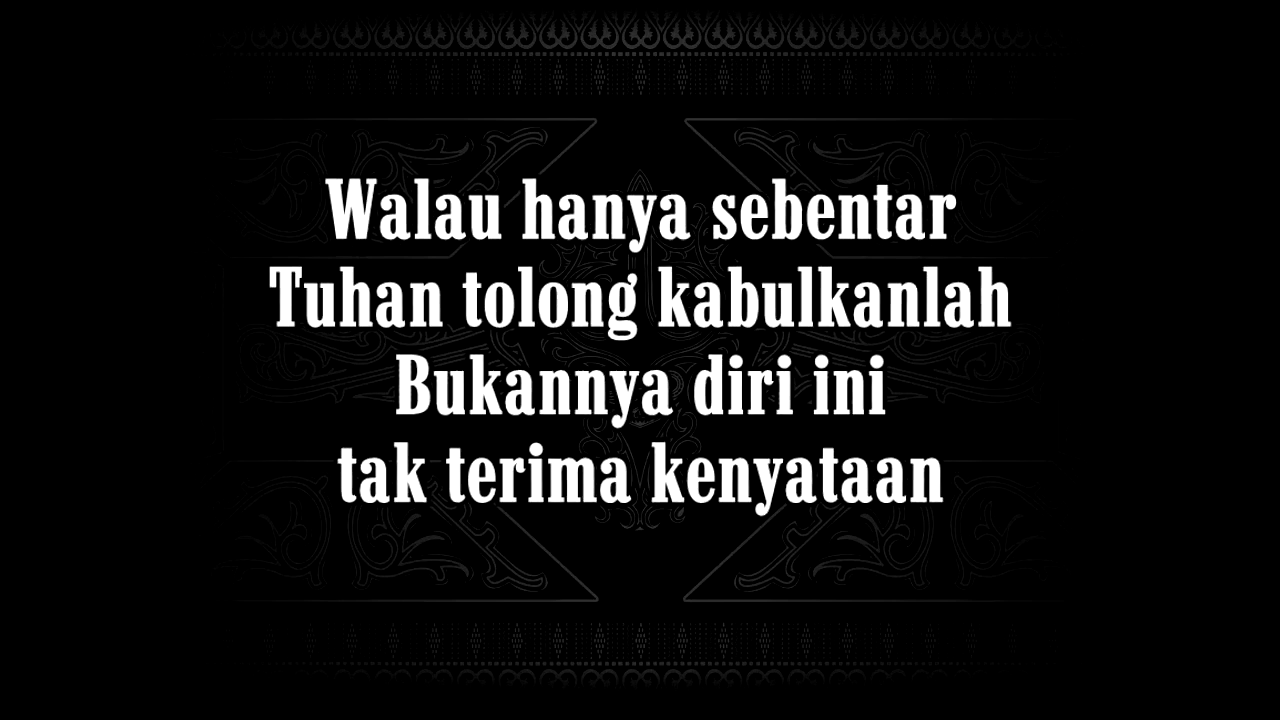 Walau hanya sebentar
Tuhan tolong kabulkanlah
Bukannya diri ini
tak terima kenyataan